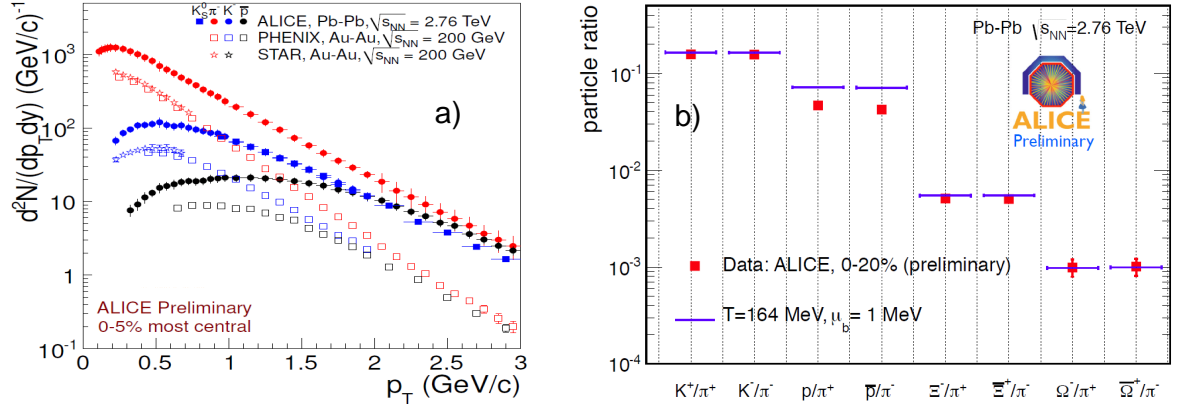 K⁰S π⁻ K⁻ p̅
ALICE, Pb-Pb,√sNN = 2.76 TeV
PHENIX, Au-Au,√sNN = 200 GeV
STAR, Au-Au,√sNN = 200 GeV
d²N/(dpTdy) (GeV/c)⁻¹
10³
10²
10
1
10⁻¹
a)
ALICE Preliminary
0-5% most central
0 0.5 1 1.5 2 2.5 3
pT (GeV/c)
particle ratio
10⁻¹
10⁻²
10⁻³
10⁻⁴
Pb-Pb √sNN=2.76 TeV
b)
ALICE
Preliminary
Data: ALICE, 0-20% (preliminary)
T=164 MeV, μb= 1 MeV
K⁺/π⁺ K⁻/π⁻ p/π⁺ p̅/π⁻ Ξ⁻/π⁺ Ξ̅⁺/π⁻ Ω⁻/π⁺ Ω̅⁺/π⁻